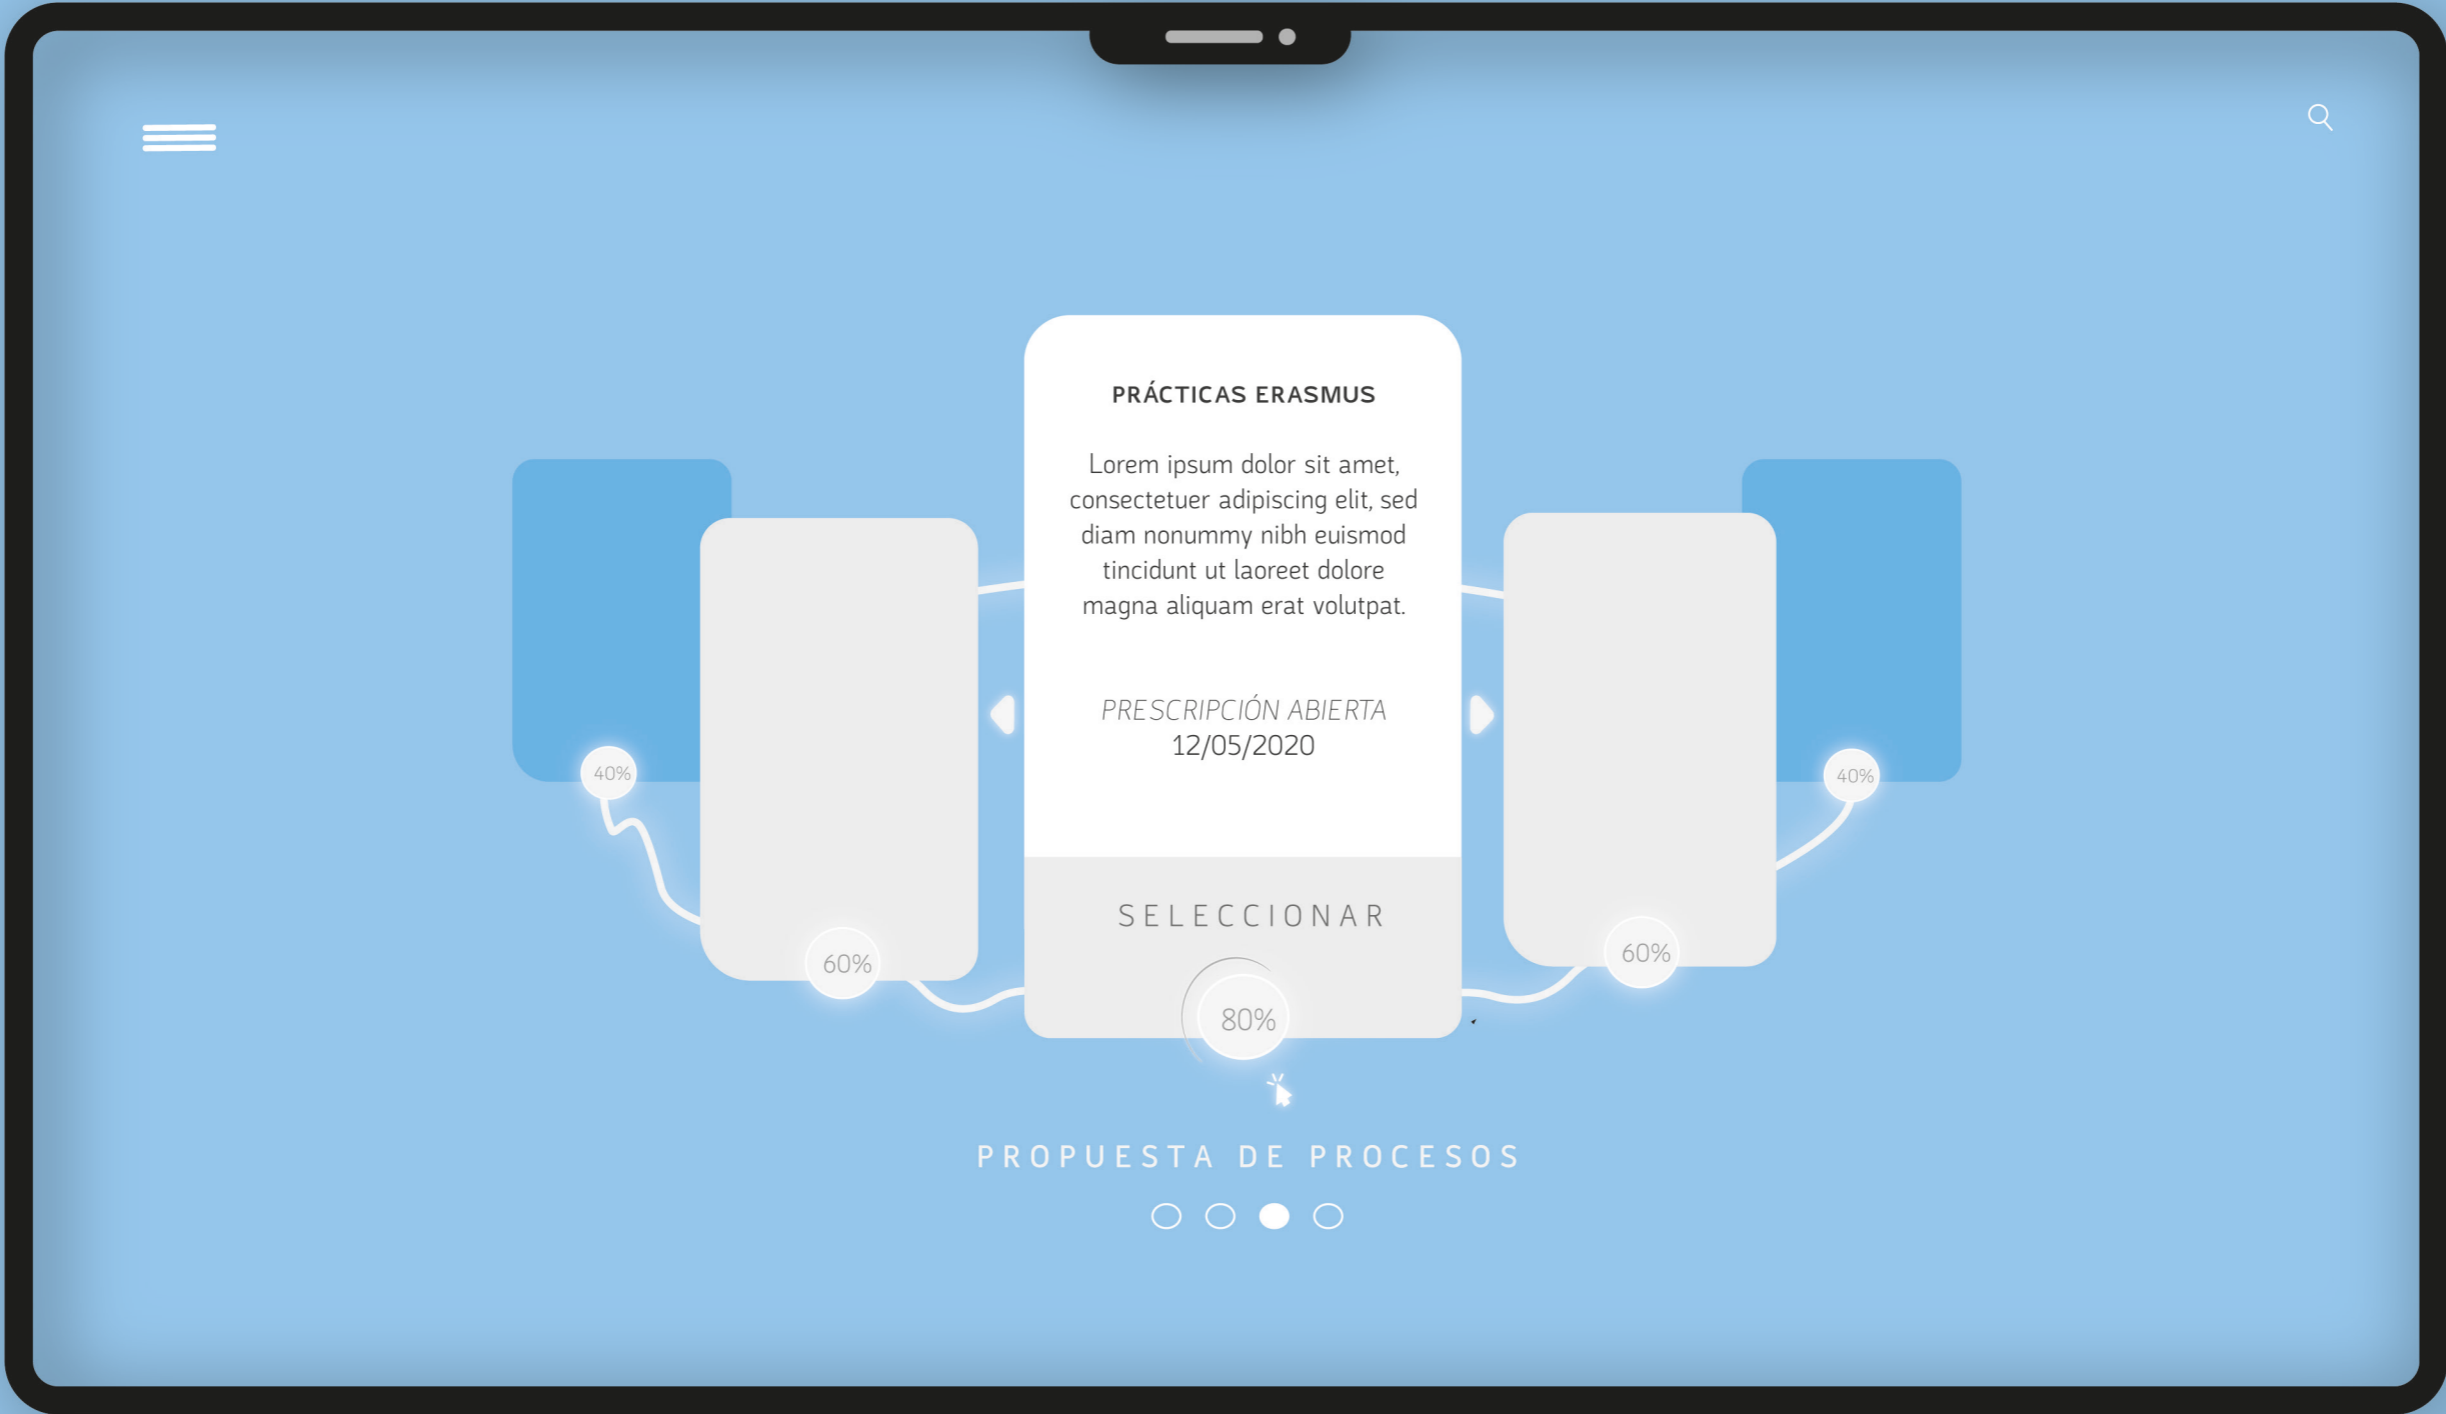 PRÁCTICAS ERASMUS
Lorem ipsum dolor sit amet,
consectetuer adipiscing elit, sed
diam nonummy nibh euismod
tincidunt ut laoreet dolore
magna aliquam erat volutpat.
PRESCRIPCIÓN ABIERTA
12/05/2020
40%
40%
SELECCIONAR
60%
60%
80%
PROPUESTA DE PROCESOS